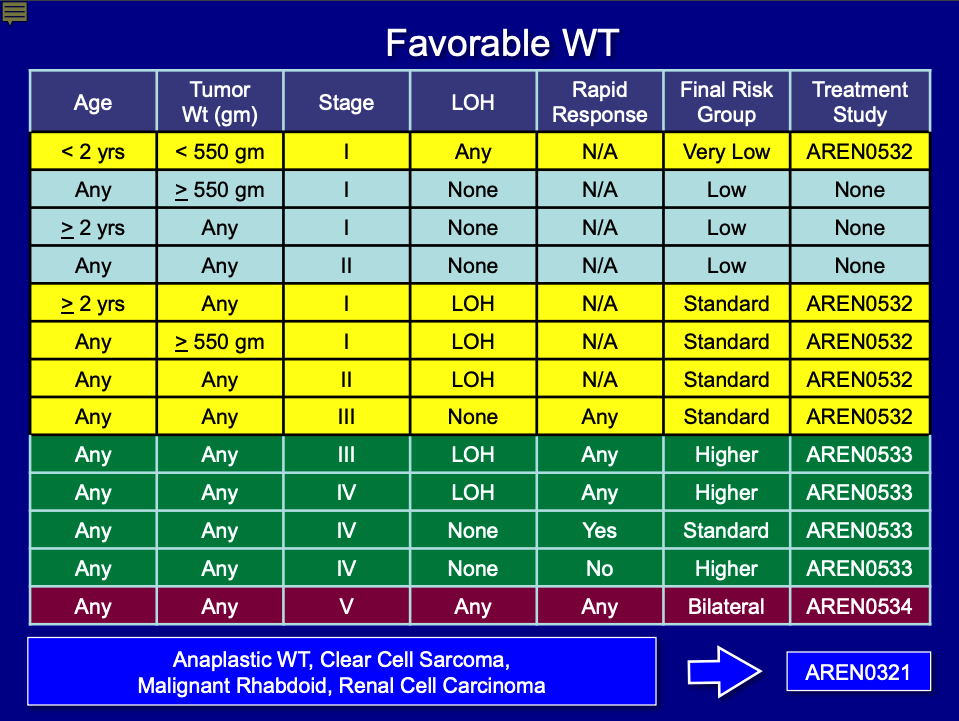 Favorable WT
Age Tumor Wt (gm) Stage LOH Rapid Response Final Risk Group Treatment Study
< 2 yrs < 550 gm I Any N/A Very Low AREN0532
Any ≥ 550 gm I None N/A Low None
≥ 2 yrs Any I None N/A Low None
Any Any II None N/A Low None
≥ 2 yrs Any I LOH N/A Standard AREN0532
Any ≥ 550 gm I LOH N/A Standard AREN0532
Any Any II LOH N/A Standard AREN0532
Any Any III None Any Standard AREN0532
Any Any III LOH Any Higher AREN0533
Any Any IV LOH Any Higher AREN0533
Any Any IV None Yes Standard AREN0533
Any Any IV None No Higher AREN0533
Any Any V Any Any Bilateral AREN0534
Anaplastic WT, Clear Cell Sarcoma,
Malignant Rhabdoid, Renal Cell Carcinoma
AREN0321